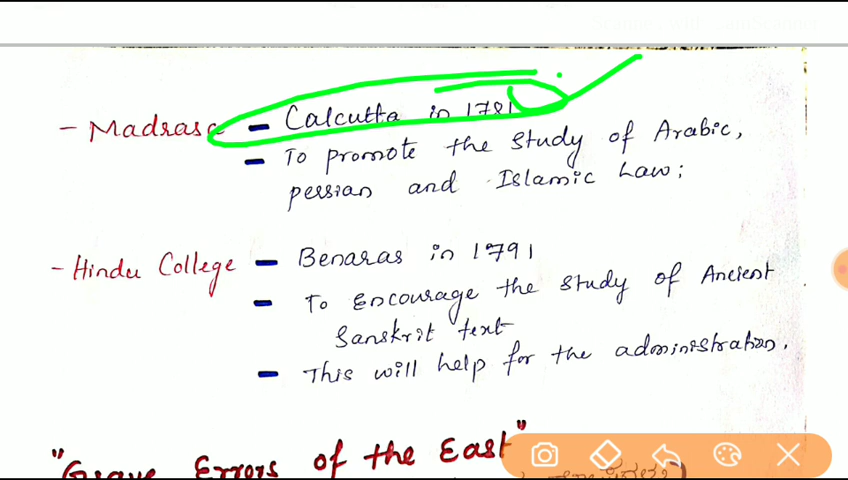 - Madrasa - Calcutta in 1781
- To promote the study of Arabic,
persian and Islamic Law;
- Hindu College - Benaras in 1791
- To Encourage the study of Ancient
Sanskrit text
- This will help for the administration.
"Grave Errors of the East"